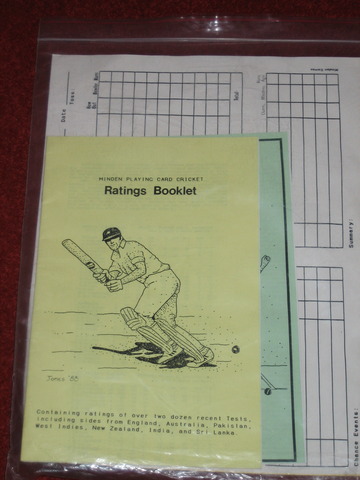 MINDEN PLAYING CARD CRICKET
Ratings Booklet
Containing ratings of over two dozen recent Tests,
including sides from England, Australia, Pakistan,
West Indies, New Zealand, India, and Sri Lanka.
Date
Total
Summary:
Chance Events: